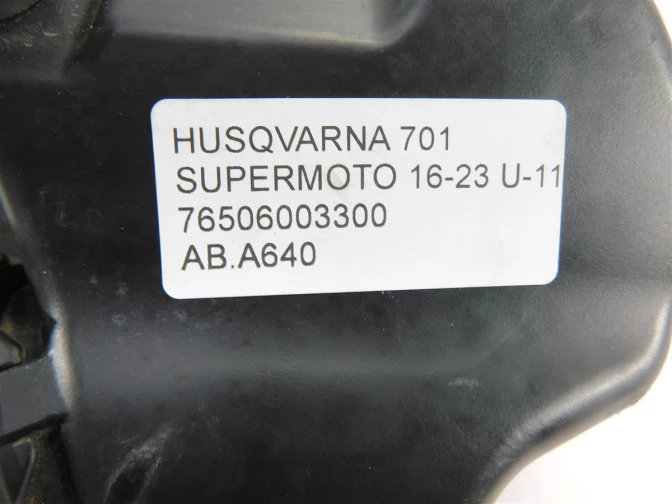 HUSQVARNA 701
SUPERMOTO 16-23 U-11
76506003300
AB.A640